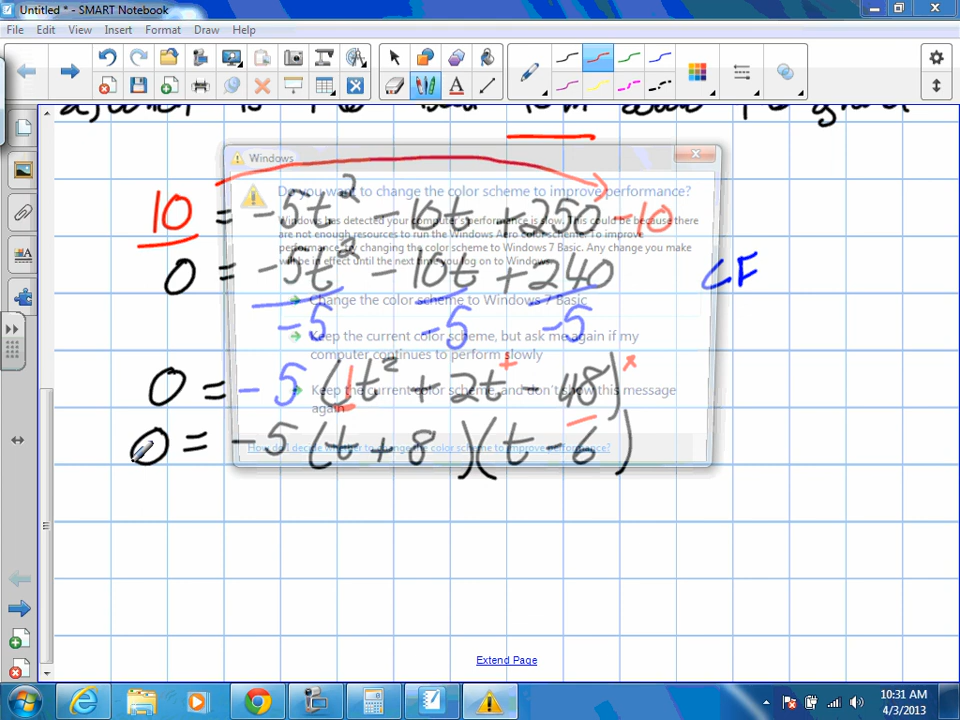 Untitled * - SMART Notebook
File Edit View Insert Format Draw Help
10m
Windows
Do you want to change the color scheme to improve performance?
Windows has detected your computer's performance is slow. This could be because there
are not enough resources to run the Windows Aero color scheme. To improve
performance, try changing the color scheme to Windows 7 Basic. Any change you make
will be in effect until the next time you log on to Windows.
Change the color scheme to Windows 7 Basic
Keep the current color scheme, but ask me again if my
computer continues to perform slowly
Keep the current color scheme, and don't show this message
again
How do I decide whether to change the color scheme to improve performance?
10 = -5t² - 10t + 250 - 10
0 = -5t² - 10t + 240 CF
-5 -5 -5
0 = -5 (1t² + 2t - 48)
+ ×
0 = -5 (t + 8)(t - 6)
Extend Page
10:31 AM
4/3/2013